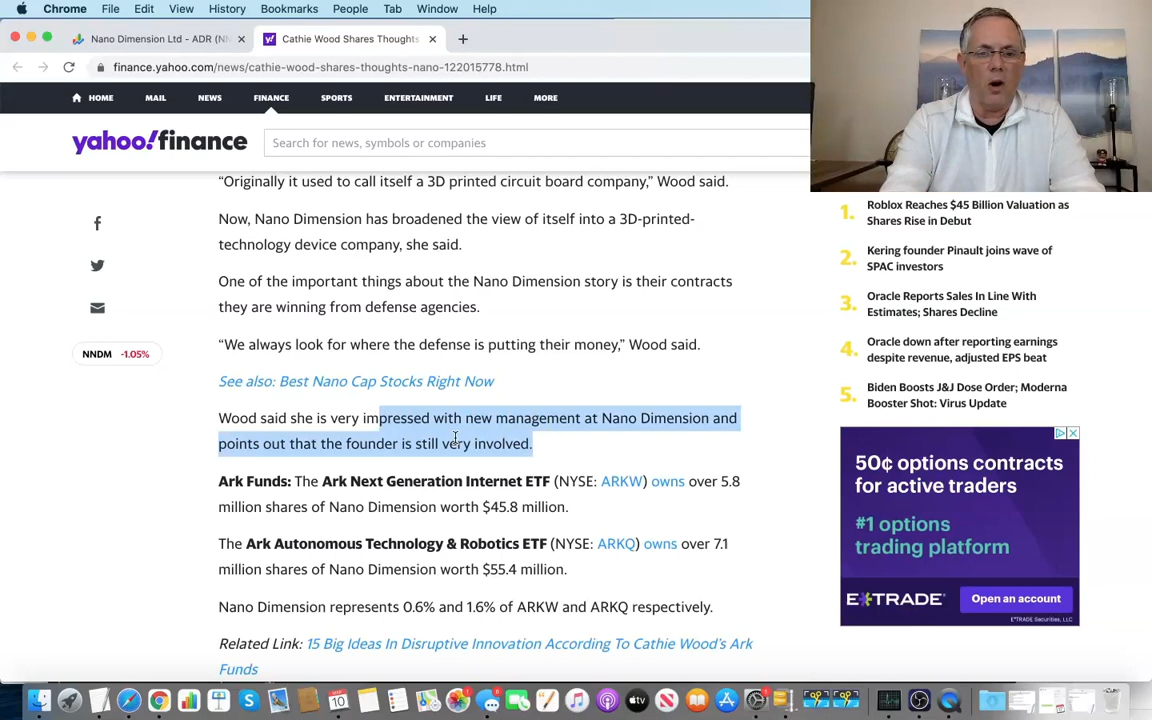 Chrome File Edit View History Bookmarks People Tab Window Help
Nano Dimension Ltd - ADR (NN
Cathie Wood Shares Thoughts
finance.yahoo.com/news/cathie-wood-shares-thoughts-nano-122015778.html
HOME MAIL NEWS FINANCE SPORTS ENTERTAINMENT LIFE MORE
yahoo!finance
Search for news, symbols or companies
“Originally it used to call itself a 3D printed circuit board company,” Wood said.
Now, Nano Dimension has broadened the view of itself into a 3D-printed-
technology device company, she said.
One of the important things about the Nano Dimension story is their contracts
they are winning from defense agencies.
“We always look for where the defense is putting their money,” Wood said.
NNDM -1.05%
See also: Best Nano Cap Stocks Right Now
Wood said she is very impressed with new management at Nano Dimension and
points out that the founder is still very involved.
Ark Funds: The Ark Next Generation Internet ETF (NYSE: ARKW) owns over 5.8
million shares of Nano Dimension worth $45.8 million.
The Ark Autonomous Technology & Robotics ETF (NYSE: ARKQ) owns over 7.1
million shares of Nano Dimension worth $55.4 million.
Nano Dimension represents 0.6% and 1.6% of ARKW and ARKQ respectively.
Related Link: 15 Big Ideas In Disruptive Innovation According To Cathie Wood’s Ark
Funds
1. Roblox Reaches $45 Billion Valuation as
Shares Rise in Debut
2. Kering founder Pinault joins wave of
SPAC investors
3. Oracle Reports Sales In Line With
Estimates; Shares Decline
4. Oracle down after reporting earnings
despite revenue, adjusted EPS beat
5. Biden Boosts J&J Dose Order; Moderna
Booster Shot: Virus Update
50¢ options contracts
for active traders
#1 options
trading platform
E*TRADE Open an account
E*TRADE Securities, LLC
10
tv